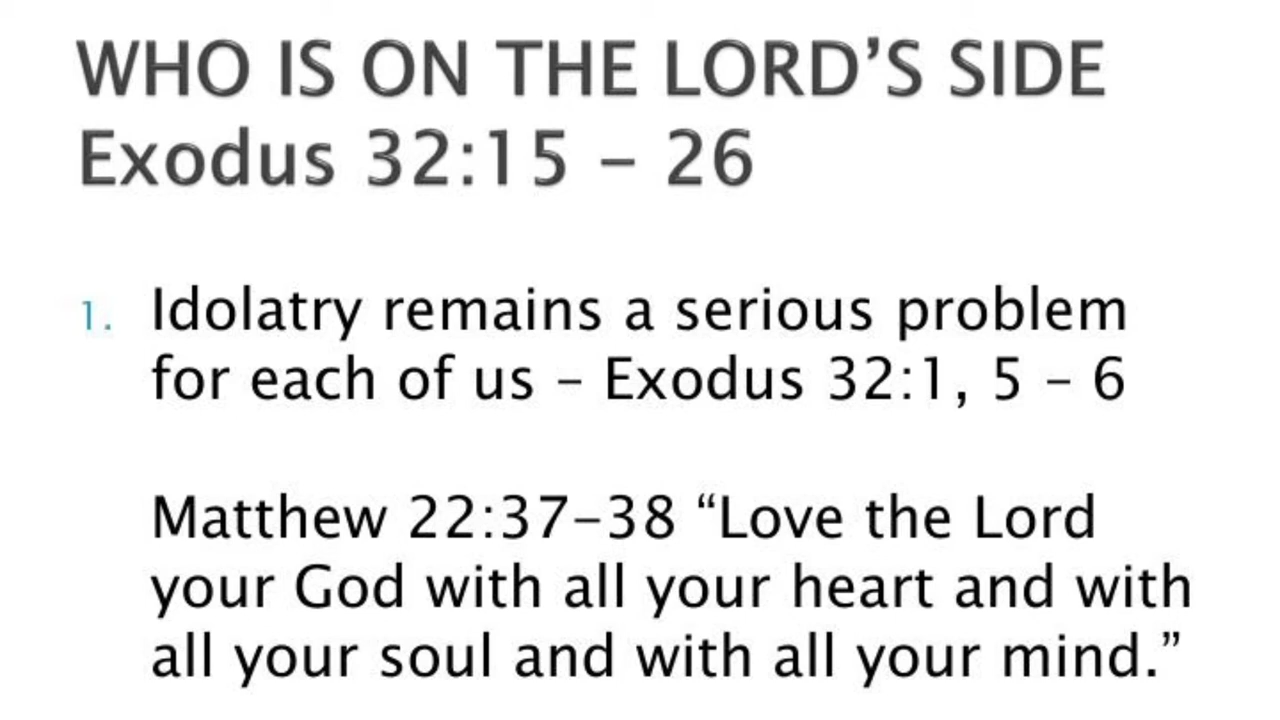 WHO IS ON THE LORD’S SIDE
Exodus 32:15 – 26
1. Idolatry remains a serious problem
for each of us – Exodus 32:1, 5 – 6
Matthew 22:37-38 “Love the Lord
your God with all your heart and with
all your soul and with all your mind.”